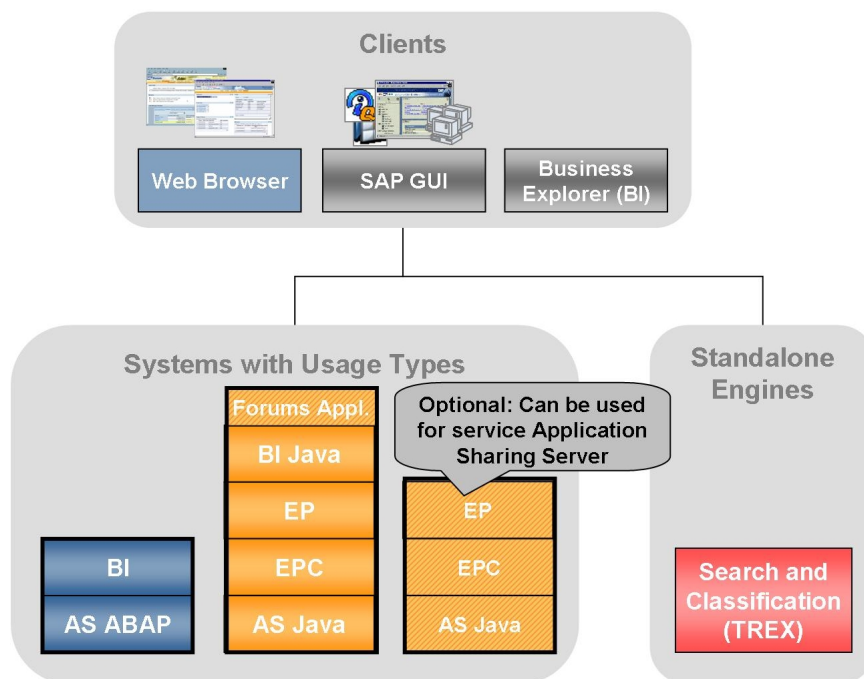 Clients
Web Browser
SAP GUI
Business
Explorer (BI)
Systems with Usage Types
Standalone
Engines
Forums Appl.
BI Java
EP
EPC
AS Java
Optional: Can be used
for service Application
Sharing Server
EP
EPC
AS Java
BI
AS ABAP
Search and
Classification
(TREX)